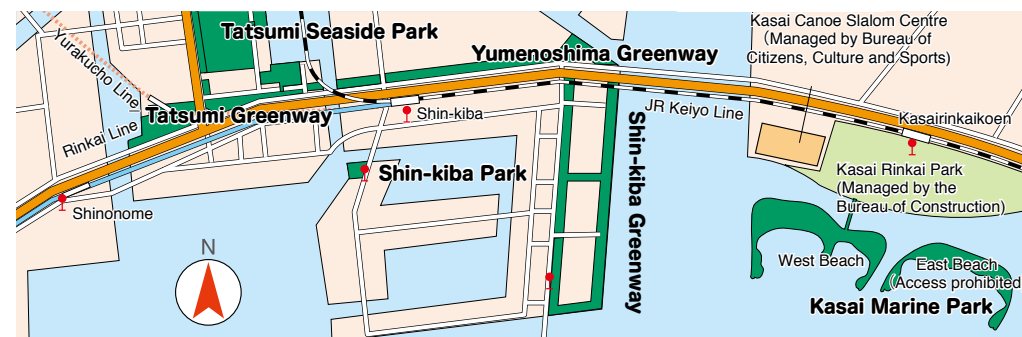 Kasai Canoe Slalom Centre
(Managed by Bureau of
Citizens, Culture and Sports)
Tatsumi Seaside Park
Yumenoshima Greenway
Yurakucho Line
Tatsumi Greenway
Shin-kiba
JR Keiyo Line
Kasairinkaikoen
Rinkai Line
Shin-kiba Greenway
Shin-kiba Park
Kasai Rinkai Park
(Managed by the
Bureau of Construction)
Shinonome
N
West Beach
East Beach
(Access prohibited
Kasai Marine Park